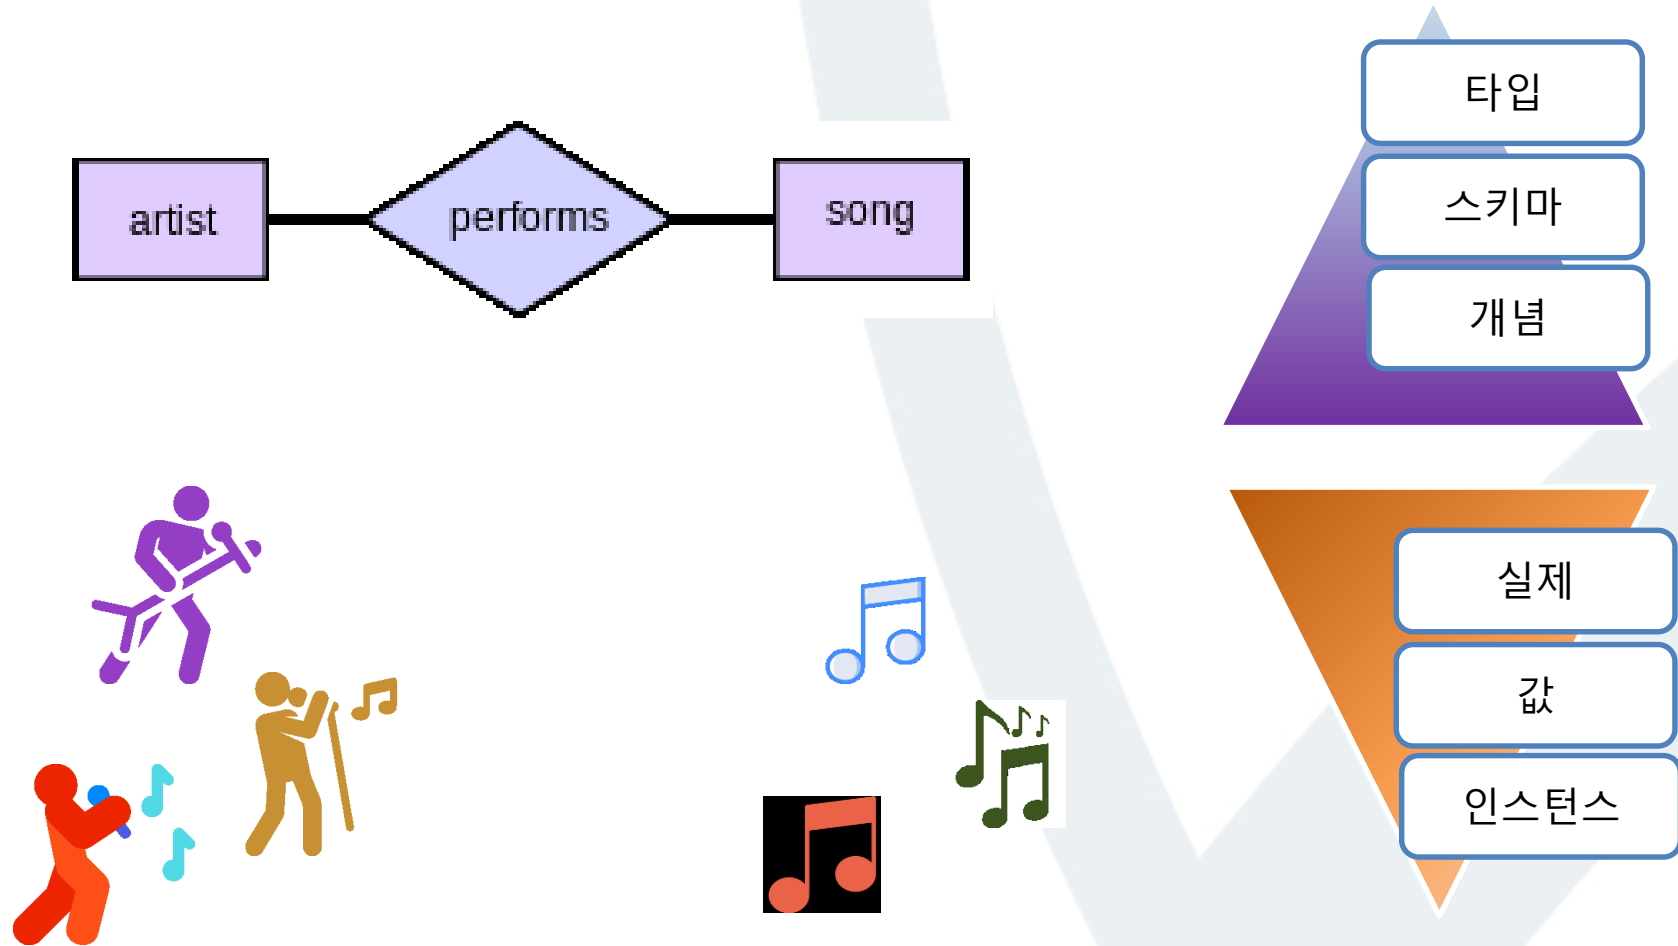 artist
performs
song
타입
스키마
개념
실제
값
인스턴스